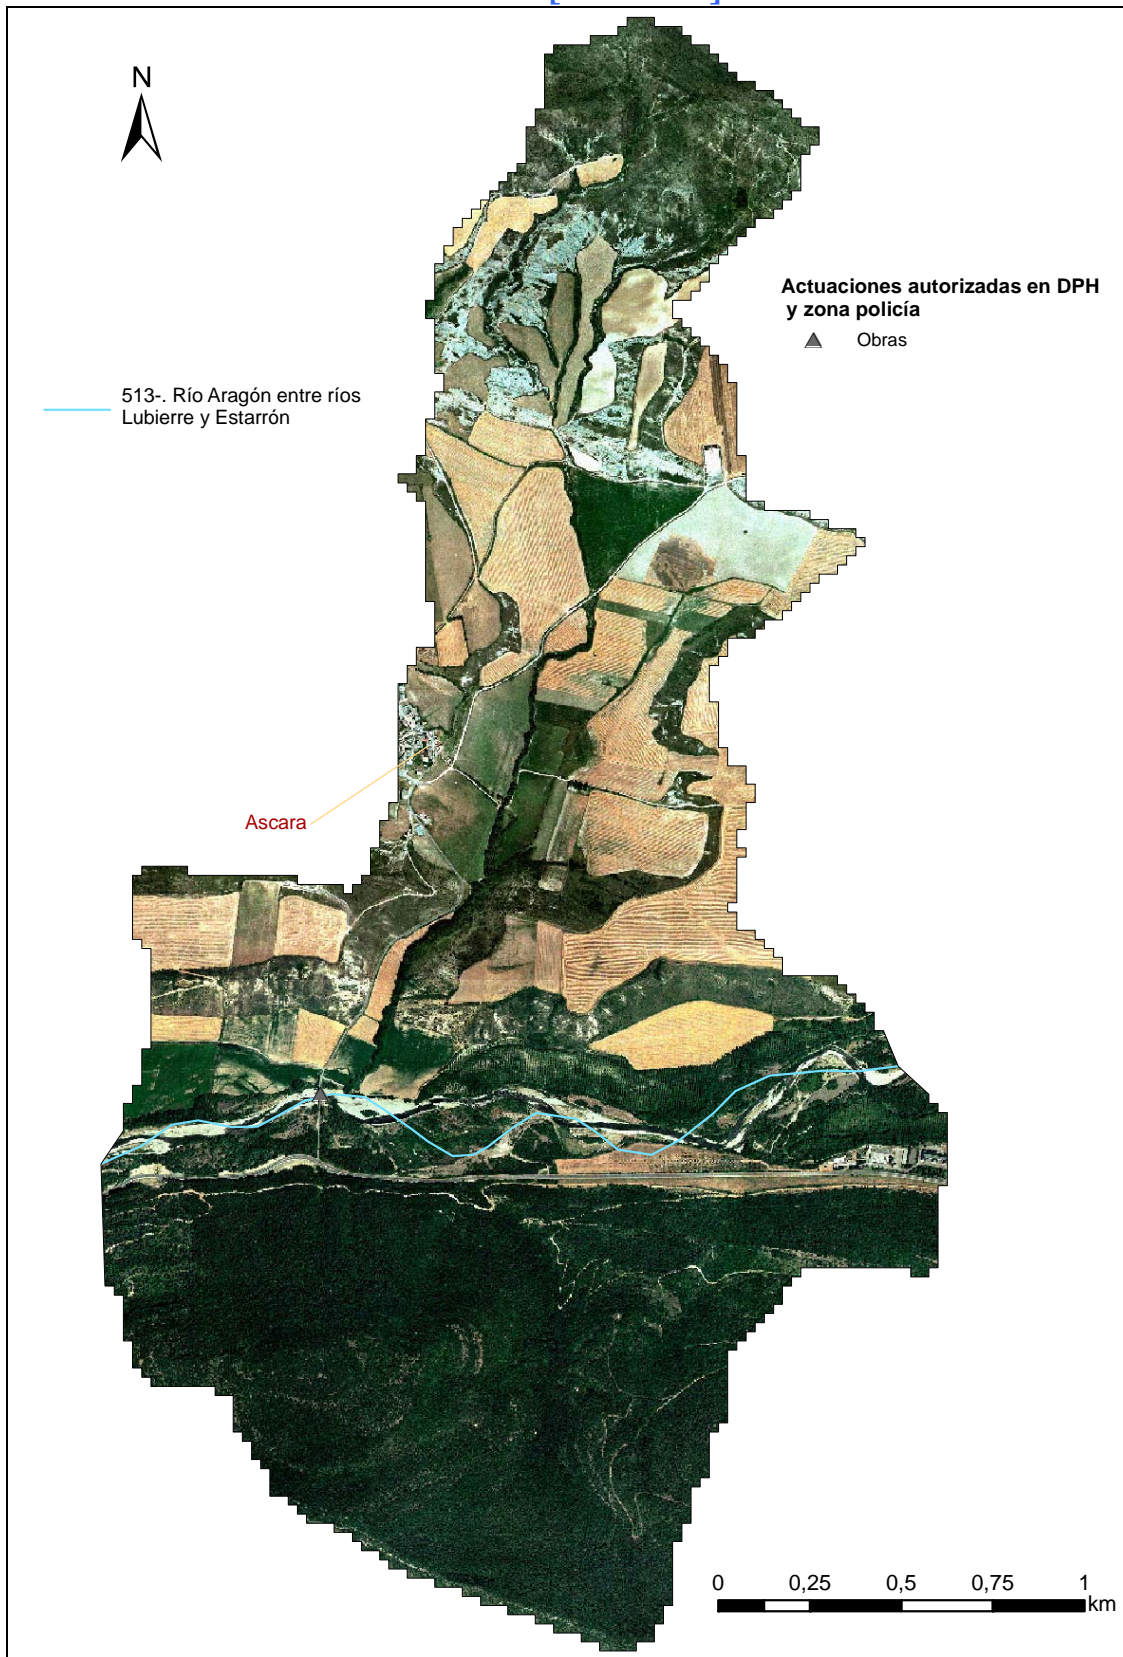 N
Actuaciones autorizadas en DPH
y zona policía
Obras
513-. Río Aragón entre ríos
Lubierre y Estarrón
Ascara
0 0,25 0,5 0,75 1
km